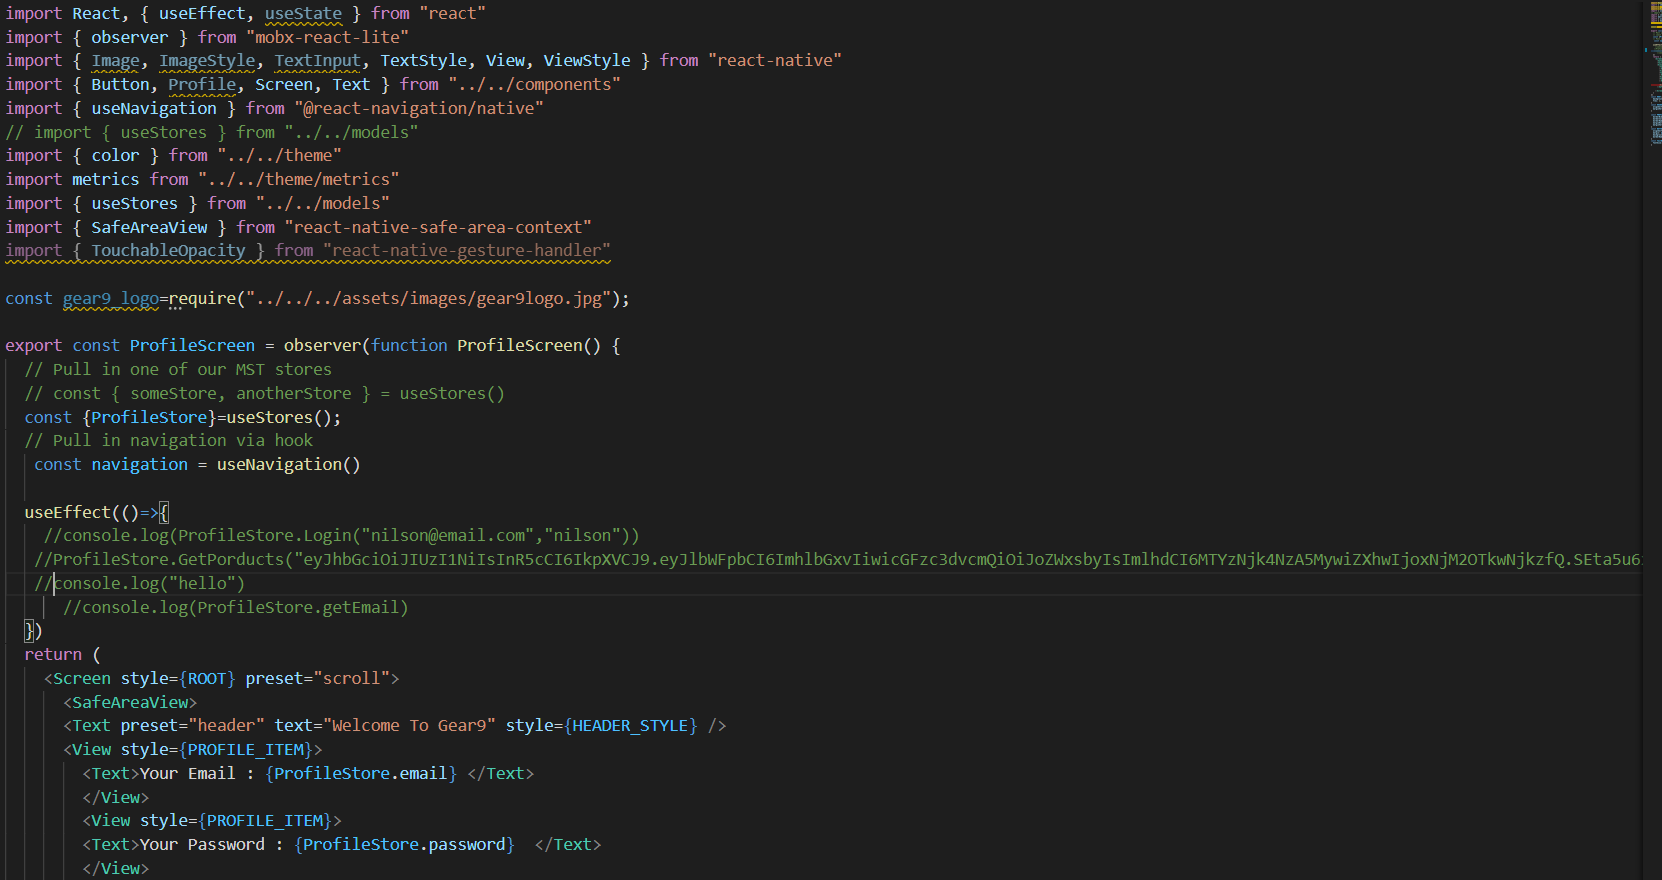 import React, { useEffect, useState } from "react"
import { observer } from "mobx-react-lite"
import { Image, ImageStyle, TextInput, TextStyle, View, ViewStyle } from "react-native"
import { Button, Profile, Screen, Text } from "../../components"
import { useNavigation } from "@react-navigation/native"
// import { useStores } from "../../models"
import { color } from "../../theme"
import metrics from "../../theme/metrics"
import { useStores } from "../../models"
import { SafeAreaView } from "react-native-safe-area-context"
import { TouchableOpacity } from "react-native-gesture-handler"
const gear9_logo=require("../../../assets/images/gear9logo.jpg");
export const ProfileScreen = observer(function ProfileScreen() {
// Pull in one of our MST stores
// const { someStore, anotherStore } = useStores()
const {ProfileStore}=useStores();
// Pull in navigation via hook
const navigation = useNavigation()
useEffect(()=>{
//console.log(ProfileStore.Login("nilson@email.com","nilson"))
//ProfileStore.GetPorducts("eyJhbGciOiJIUzI1NiIsInR5cCI6IkpXVCJ9.eyJlbWFpbCI6ImhlbGxvIiwicGFzc3dvcmQiOiJoZWxsbyIsImlhdCI6MTYzNjk4NzA5MywiZXhwIjoxNjM2OTkwNjkzfQ.SEta5u6
//console.log("hello")
//console.log(ProfileStore.getEmail)
})
return (
<Screen style={ROOT} preset="scroll">
<SafeAreaView>
<Text preset="header" text="Welcome To Gear9" style={HEADER_STYLE} />
<View style={PROFILE_ITEM}>
<Text>Your Email : {ProfileStore.email} </Text>
</View>
<View style={PROFILE_ITEM}>
<Text>Your Password : {ProfileStore.password}  </Text>
</View>